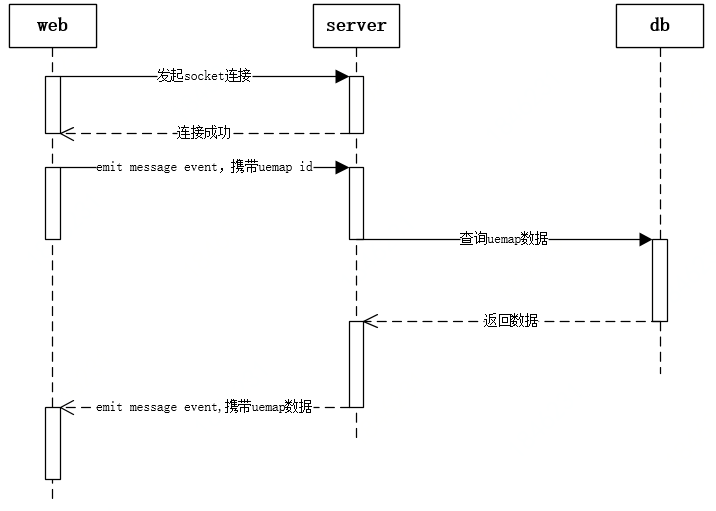 web
server
db
发起socket连接
连接成功
emit message event，携带uemap id
查询uemap数据
返回数据
emit message event,携带uemap数据